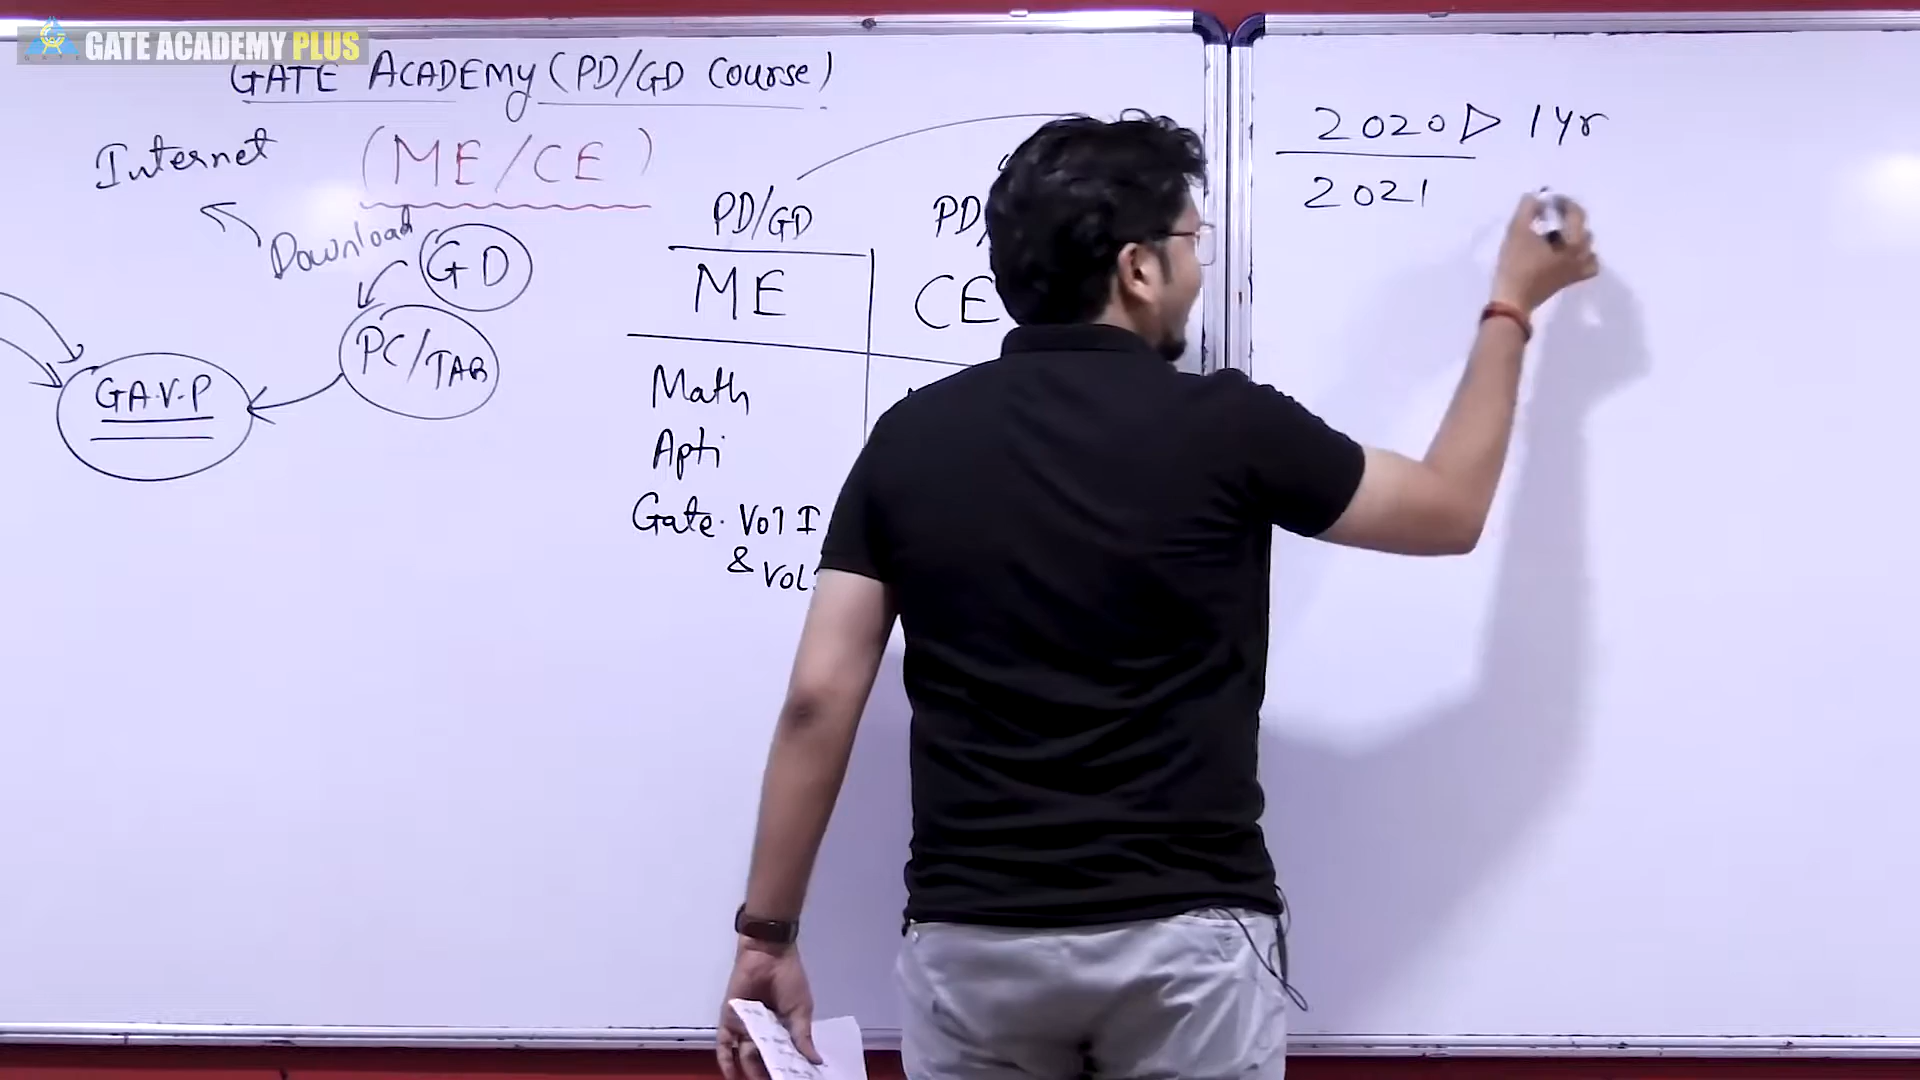 GATE ACADEMY PLUS
GATE ACADEMY (PD/GD Course)
Internet
(ME/CE)
Download
GD
PC/TAB
GA.V.P
PD/GD
PD/
ME
CE
Math
Apti
Gate. Vol I
& Vol
2020 ▷ 1yr
2021